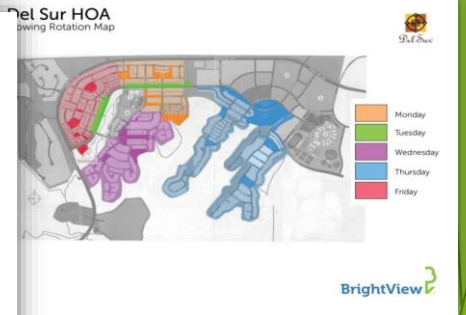 Del Sur HOA
owing Rotation Map
Del Sur
Monday
Tuesday
Wednesday
Thursday
Friday
BrightView